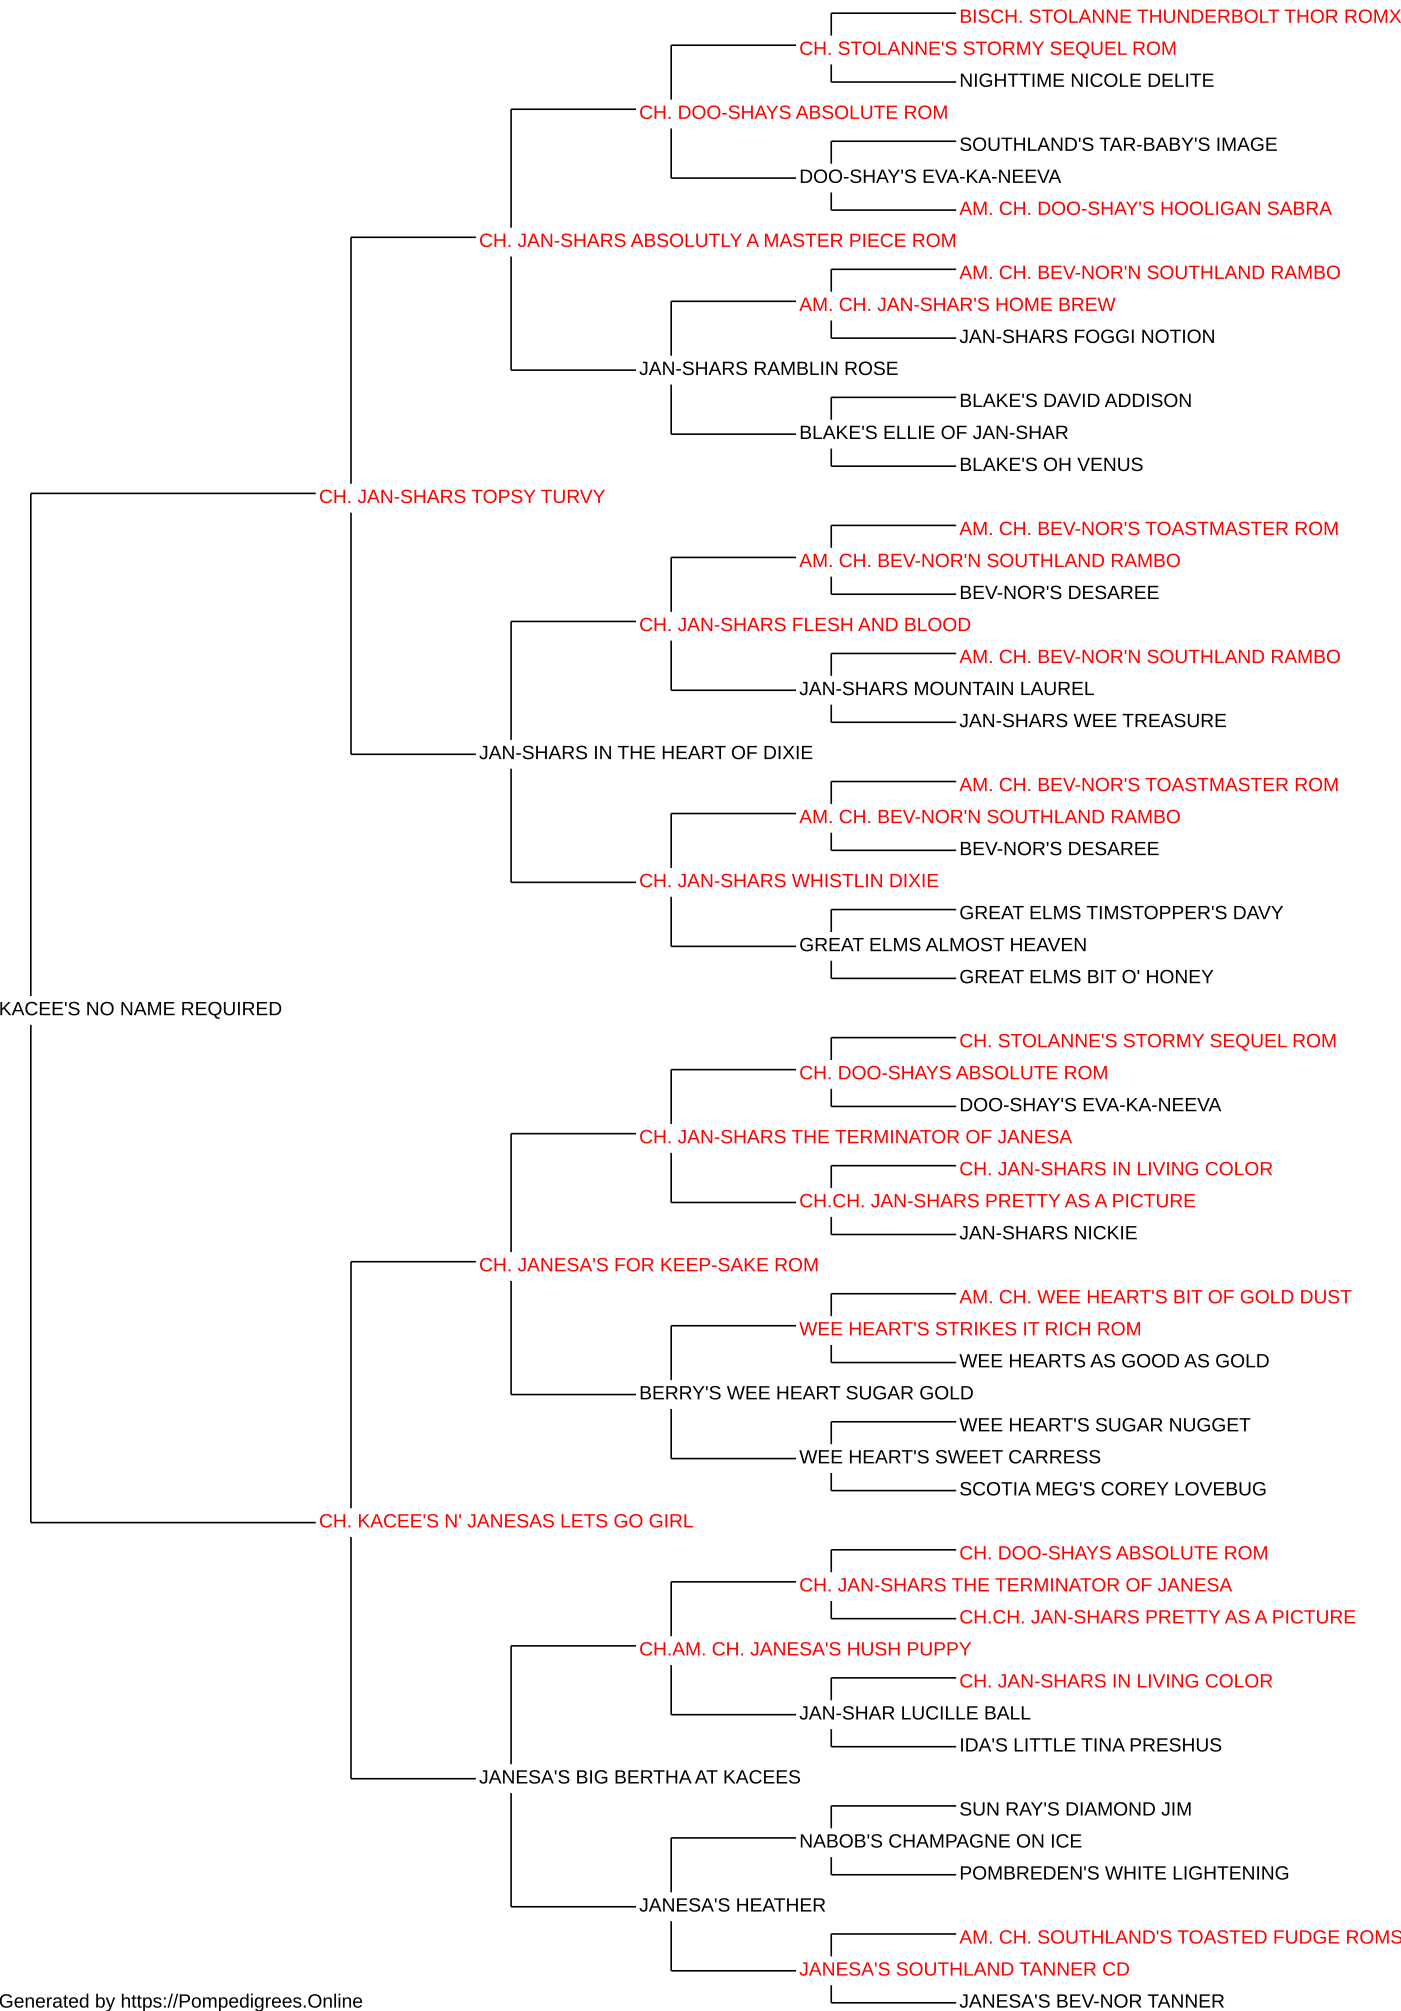 BISCH. STOLANNE THUNDERBOLT THOR ROMX
CH. STOLANNE'S STORMY SEQUEL ROM
NIGHTTIME NICOLE DELITE
CH. DOO-SHAYS ABSOLUTE ROM
SOUTHLAND'S TAR-BABY'S IMAGE
DOO-SHAY'S EVA-KA-NEEVA
AM. CH. DOO-SHAY'S HOOLIGAN SABRA
CH. JAN-SHARS ABSOLUTLY A MASTER PIECE ROM
AM. CH. BEV-NOR'N SOUTHLAND RAMBO
AM. CH. JAN-SHAR'S HOME BREW
JAN-SHARS FOGGI NOTION
JAN-SHARS RAMBLIN ROSE
BLAKE'S DAVID ADDISON
BLAKE'S ELLIE OF JAN-SHAR
BLAKE'S OH VENUS
CH. JAN-SHARS TOPSY TURVY
AM. CH. BEV-NOR'S TOASTMASTER ROM
AM. CH. BEV-NOR'N SOUTHLAND RAMBO
BEV-NOR'S DESAREE
CH. JAN-SHARS FLESH AND BLOOD
AM. CH. BEV-NOR'N SOUTHLAND RAMBO
JAN-SHARS MOUNTAIN LAUREL
JAN-SHARS WEE TREASURE
JAN-SHARS IN THE HEART OF DIXIE
AM. CH. BEV-NOR'S TOASTMASTER ROM
AM. CH. BEV-NOR'N SOUTHLAND RAMBO
BEV-NOR'S DESAREE
CH. JAN-SHARS WHISTLIN DIXIE
GREAT ELMS TIMSTOPPER'S DAVY
GREAT ELMS ALMOST HEAVEN
GREAT ELMS BIT O' HONEY
KACEE'S NO NAME REQUIRED
CH. STOLANNE'S STORMY SEQUEL ROM
CH. DOO-SHAYS ABSOLUTE ROM
DOO-SHAY'S EVA-KA-NEEVA
CH. JAN-SHARS THE TERMINATOR OF JANESA
CH. JAN-SHARS IN LIVING COLOR
CH.CH. JAN-SHARS PRETTY AS A PICTURE
JAN-SHARS NICKIE
CH. JANESA'S FOR KEEP-SAKE ROM
AM. CH. WEE HEART'S BIT OF GOLD DUST
WEE HEART'S STRIKES IT RICH ROM
WEE HEARTS AS GOOD AS GOLD
BERRY'S WEE HEART SUGAR GOLD
WEE HEART'S SUGAR NUGGET
WEE HEART'S SWEET CARRESS
SCOTIA MEG'S COREY LOVEBUG
CH. KACEE'S N' JANESAS LETS GO GIRL
CH. DOO-SHAYS ABSOLUTE ROM
CH. JAN-SHARS THE TERMINATOR OF JANESA
CH.CH. JAN-SHARS PRETTY AS A PICTURE
CH.AM. CH. JANESA'S HUSH PUPPY
CH. JAN-SHARS IN LIVING COLOR
JAN-SHAR LUCILLE BALL
IDA'S LITTLE TINA PRESHUS
JANESA'S BIG BERTHA AT KACEES
SUN RAY'S DIAMOND JIM
NABOB'S CHAMPAGNE ON ICE
POMBREDEN'S WHITE LIGHTENING
JANESA'S HEATHER
AM. CH. SOUTHLAND'S TOASTED FUDGE ROMS
JANESA'S SOUTHLAND TANNER CD
JANESA'S BEV-NOR TANNER
Generated by https://Pompedigrees.Online